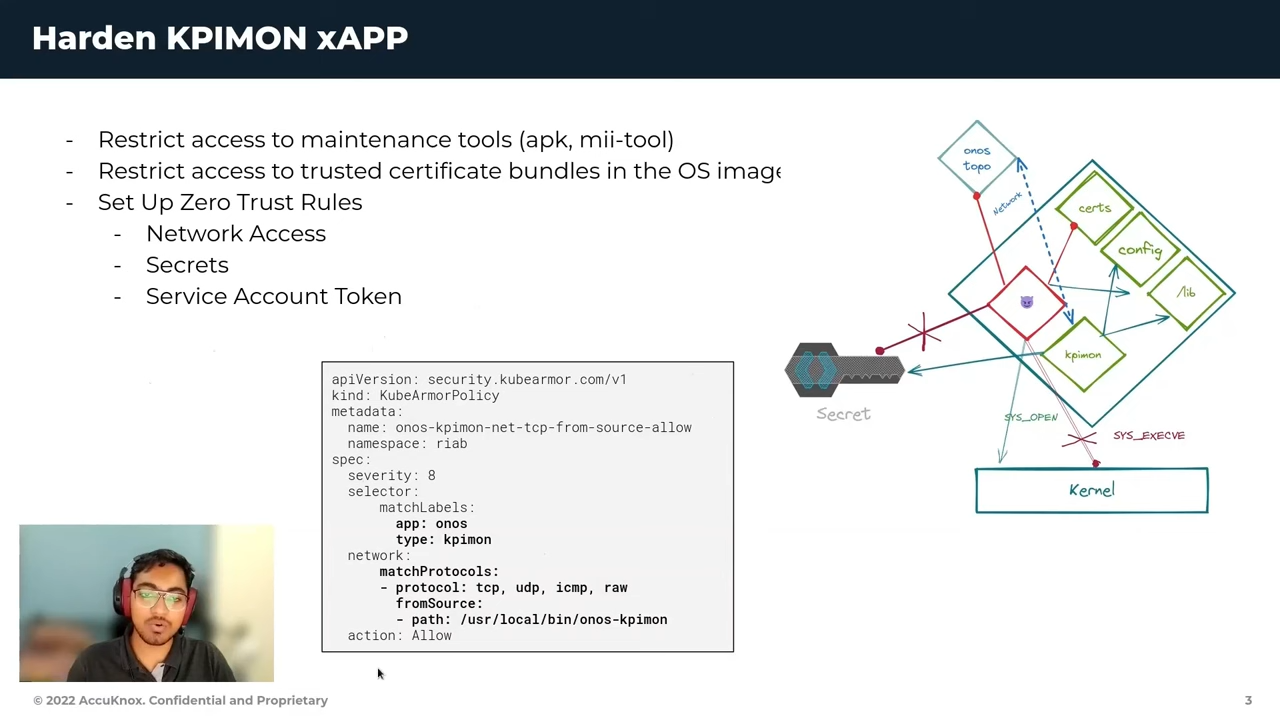 Harden KPIMON xAPP
- Restrict access to maintenance tools (apk, mii-tool)
- Restrict access to trusted certificate bundles in the OS image
- Set Up Zero Trust Rules
- Network Access
- Secrets
- Service Account Token
apiVersion: security.kubearmor.com/v1
kind: KubeArmorPolicy
metadata:
name: onos-kpimon-net-tcp-from-source-allow
namespace: riab
spec:
severity: 8
selector:
matchLabels:
app: onos
type: kpimon
network:
matchProtocols:
- protocol: tcp, udp, icmp, raw
fromSource:
- path: /usr/local/bin/onos-kpimon
action: Allow
onos
topo
Network
certs
config
/lib
kpimon
Secret
SYS_OPEN
SYS_EXECVE
Kernel
© 2022 AccuKnox. Confidential and Proprietary
3